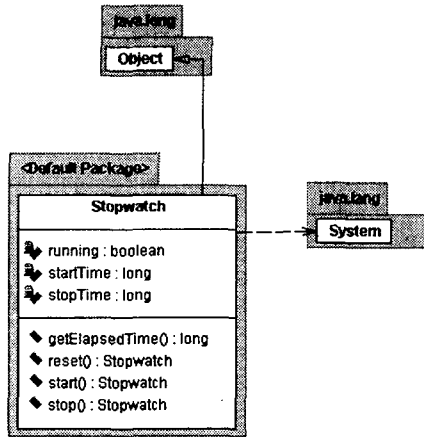 java.lang
Object
<Default Package>
Stopwatch
running : boolean
startTime : long
stopTime : long
getElapsedTime() : long
reset() : Stopwatch
start() : Stopwatch
stop() : Stopwatch
java.lang
System